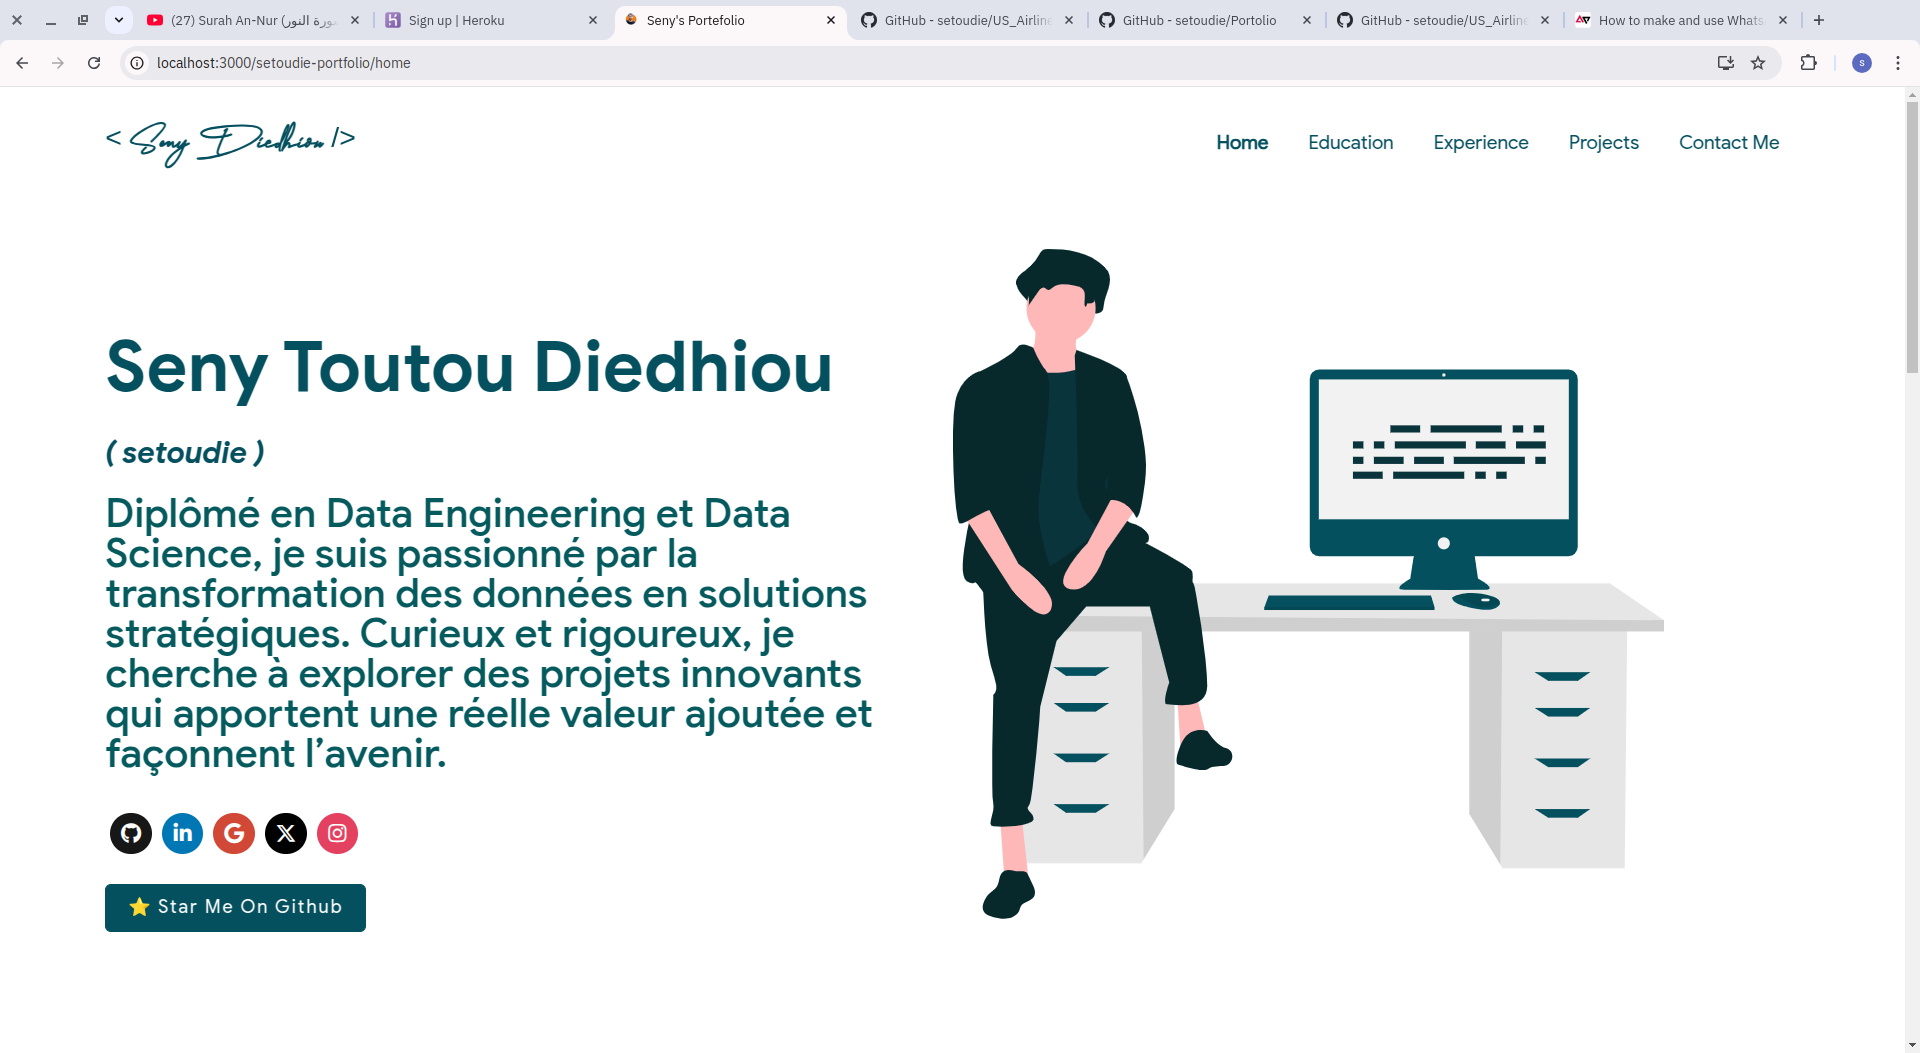 (27) Surah An-Nur (سورة النور
Sign up | Heroku
Seny's Portefolio
GitHub - setoudie/US_Airline
GitHub - setoudie/Portolio
GitHub - setoudie/US_Airline
How to make and use Whats
localhost:3000/setoudie-portfolio/home
S
< Seny Diedhiou />
Home
Education
Experience
Projects
Contact Me
Seny Toutou Diedhiou
( setoudie )
Diplômé en Data Engineering et Data
Science, je suis passionné par la
transformation des données en solutions
stratégiques. Curieux et rigoureux, je
cherche à explorer des projets innovants
qui apportent une réelle valeur ajoutée et
façonnent l’avenir.
⭐ Star Me On Github